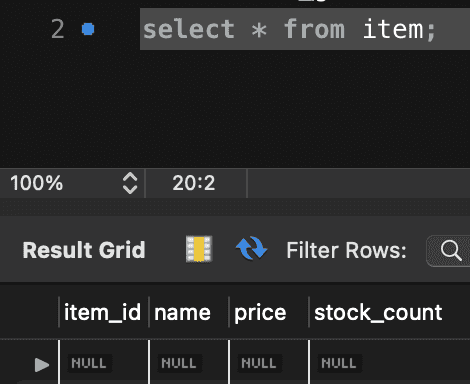 2 select * from item;
100% 20:2
Result Grid Filter Rows:
item_id name price stock_count
NULL NULL NULL NULL